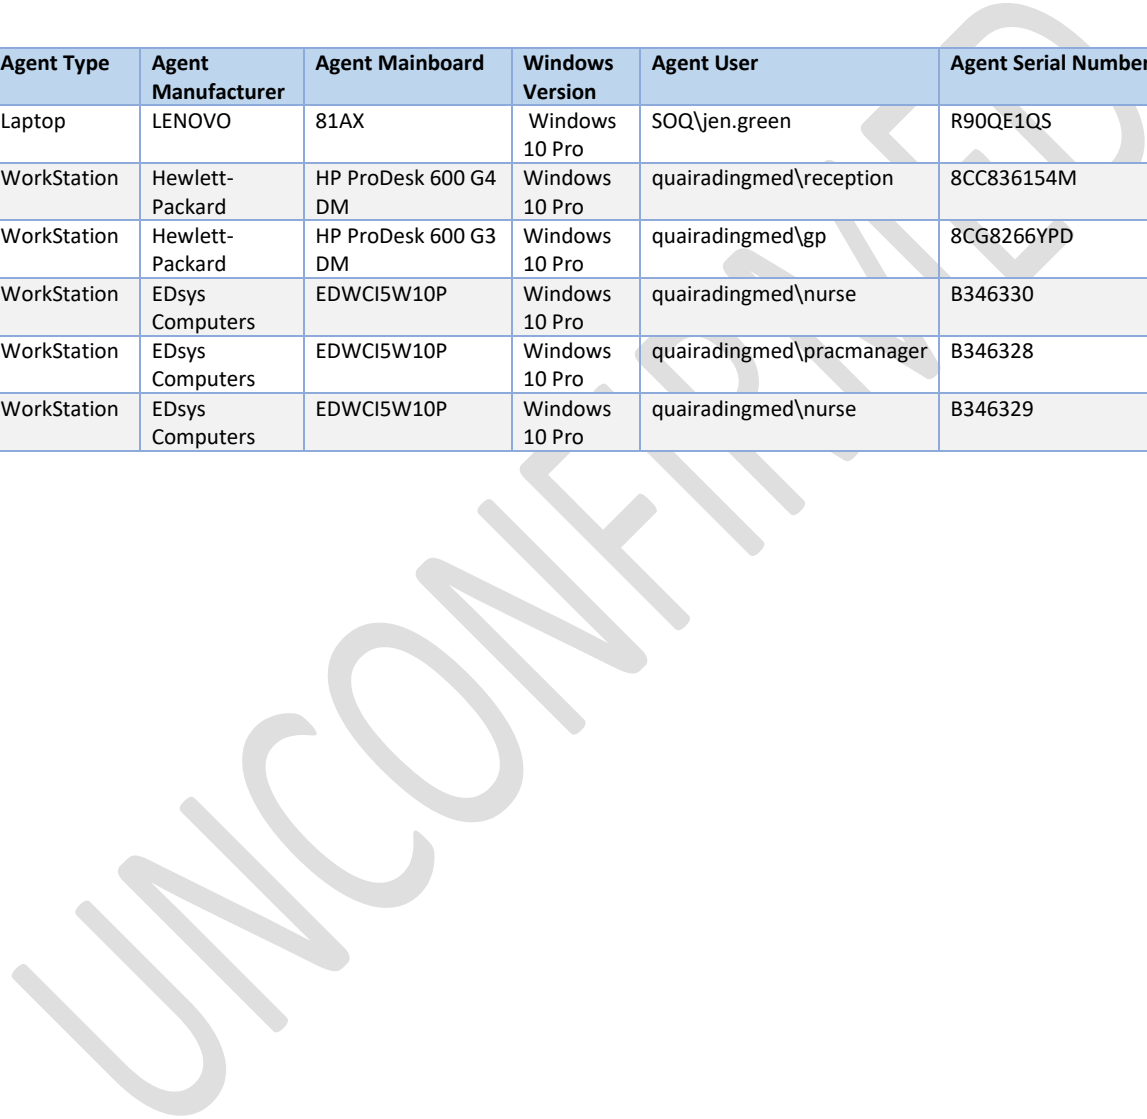 Agent Type Agent Manufacturer Agent Mainboard Windows Version Agent User Agent Serial Number
Laptop LENOVO 81AX Windows 10 Pro SOQ\jen.green R90QE1QS
WorkStation Hewlett-Packard HP ProDesk 600 G4 DM Windows 10 Pro quairadingmed\reception 8CC836154M
WorkStation Hewlett-Packard HP ProDesk 600 G3 DM Windows 10 Pro quairadingmed\gp 8CG8266YPD
WorkStation EDsys Computers EDWCI5W10P Windows 10 Pro quairadingmed\nurse B346330
WorkStation EDsys Computers EDWCI5W10P Windows 10 Pro quairadingmed\pracmanager B346328
WorkStation EDsys Computers EDWCI5W10P Windows 10 Pro quairadingmed\nurse B346329
UNCONFIRMED